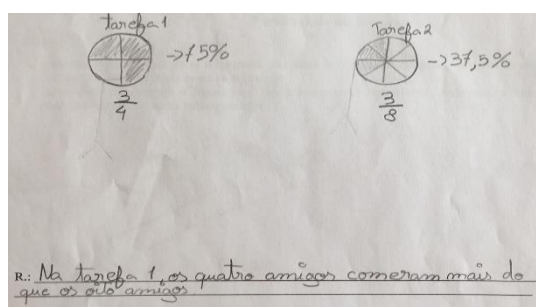 tarefa 1
Tarefa 2
→ 75%
→ 37,5%
3/4
3/8
R.: Na tarefa 1, os quatro amigos comeram mais do
que os oito amigos.